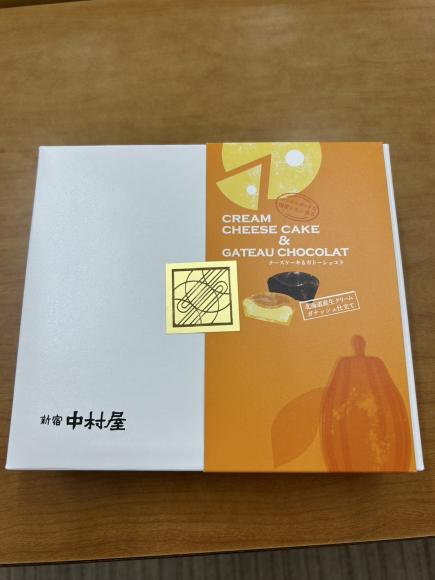 CREAM
CHEESE CAKE
&
GATEAU CHOCOLAT
チーズケーキ&ガトーショコラ
北海道産生クリーム
ガナッシュ仕立て
新宿 中村屋